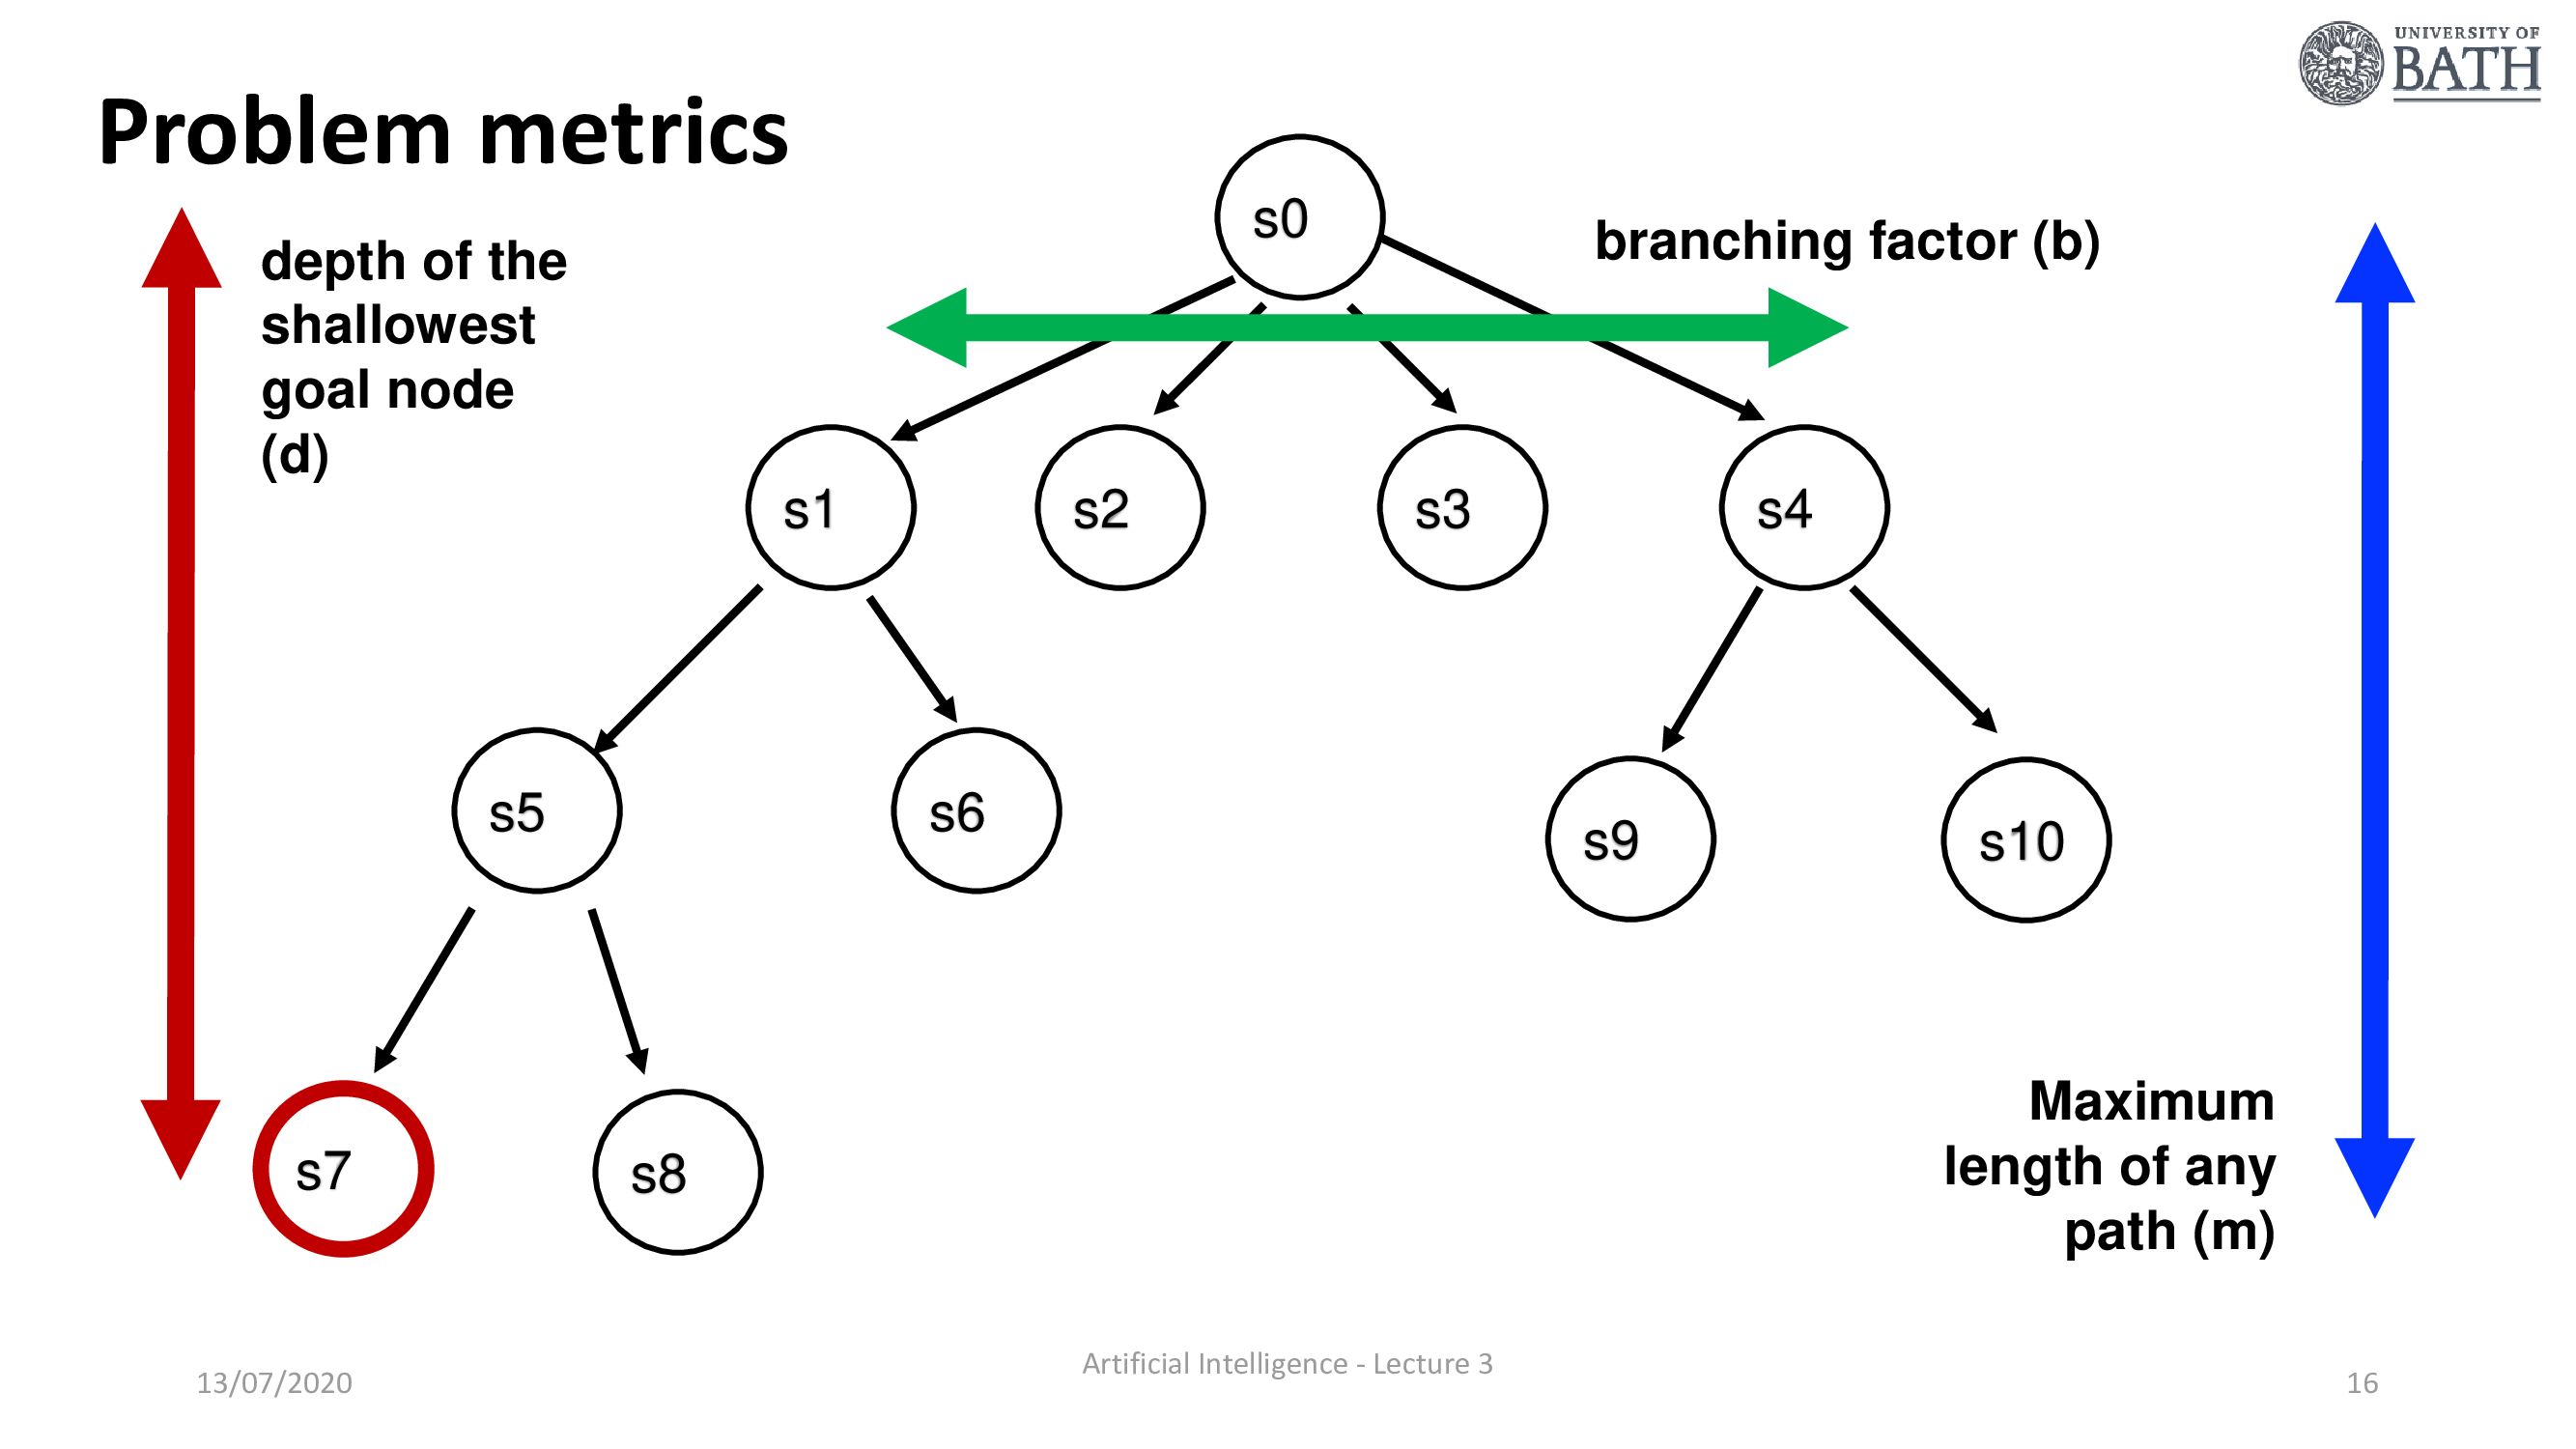 UNIVERSITY OF
BATH
Problem metrics
depth of the
shallowest
goal node
(d)
branching factor (b)
s0
s1
s2
s3
s4
s5
s6
s9
s10
s7
s8
Maximum
length of any
path (m)
13/07/2020
Artificial Intelligence - Lecture 3
16